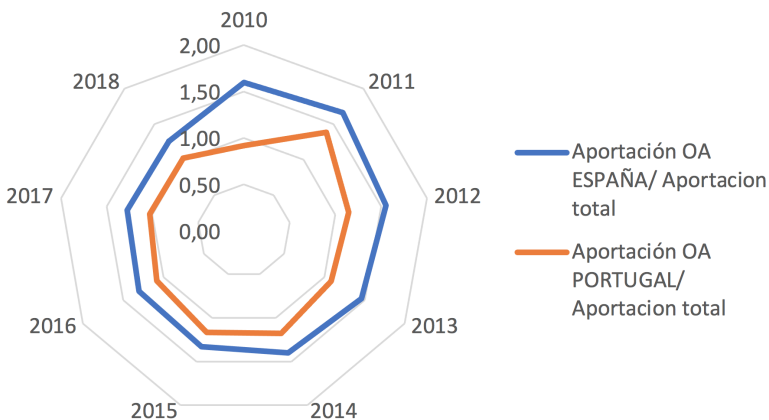 2010
2,00
2018
2011
1,50
1,00
0,50
2017
2012
0,00
Aportación OA
ESPAÑA/ Aportacion
total
Aportación OA
PORTUGAL/
Aportacion total
2016
2013
2015
2014